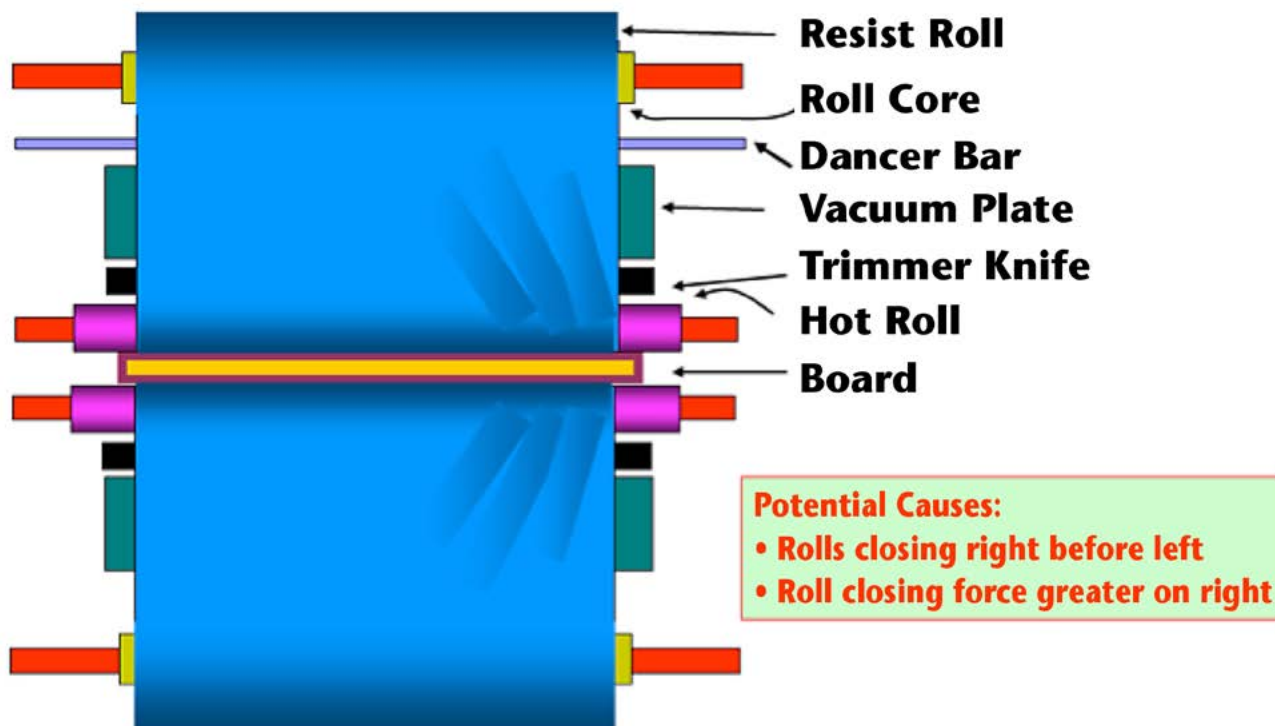 Resist Roll
Roll Core
Dancer Bar
Vacuum Plate
Trimmer Knife
Hot Roll
Board
Potential Causes:
• Rolls closing right before left
• Roll closing force greater on right